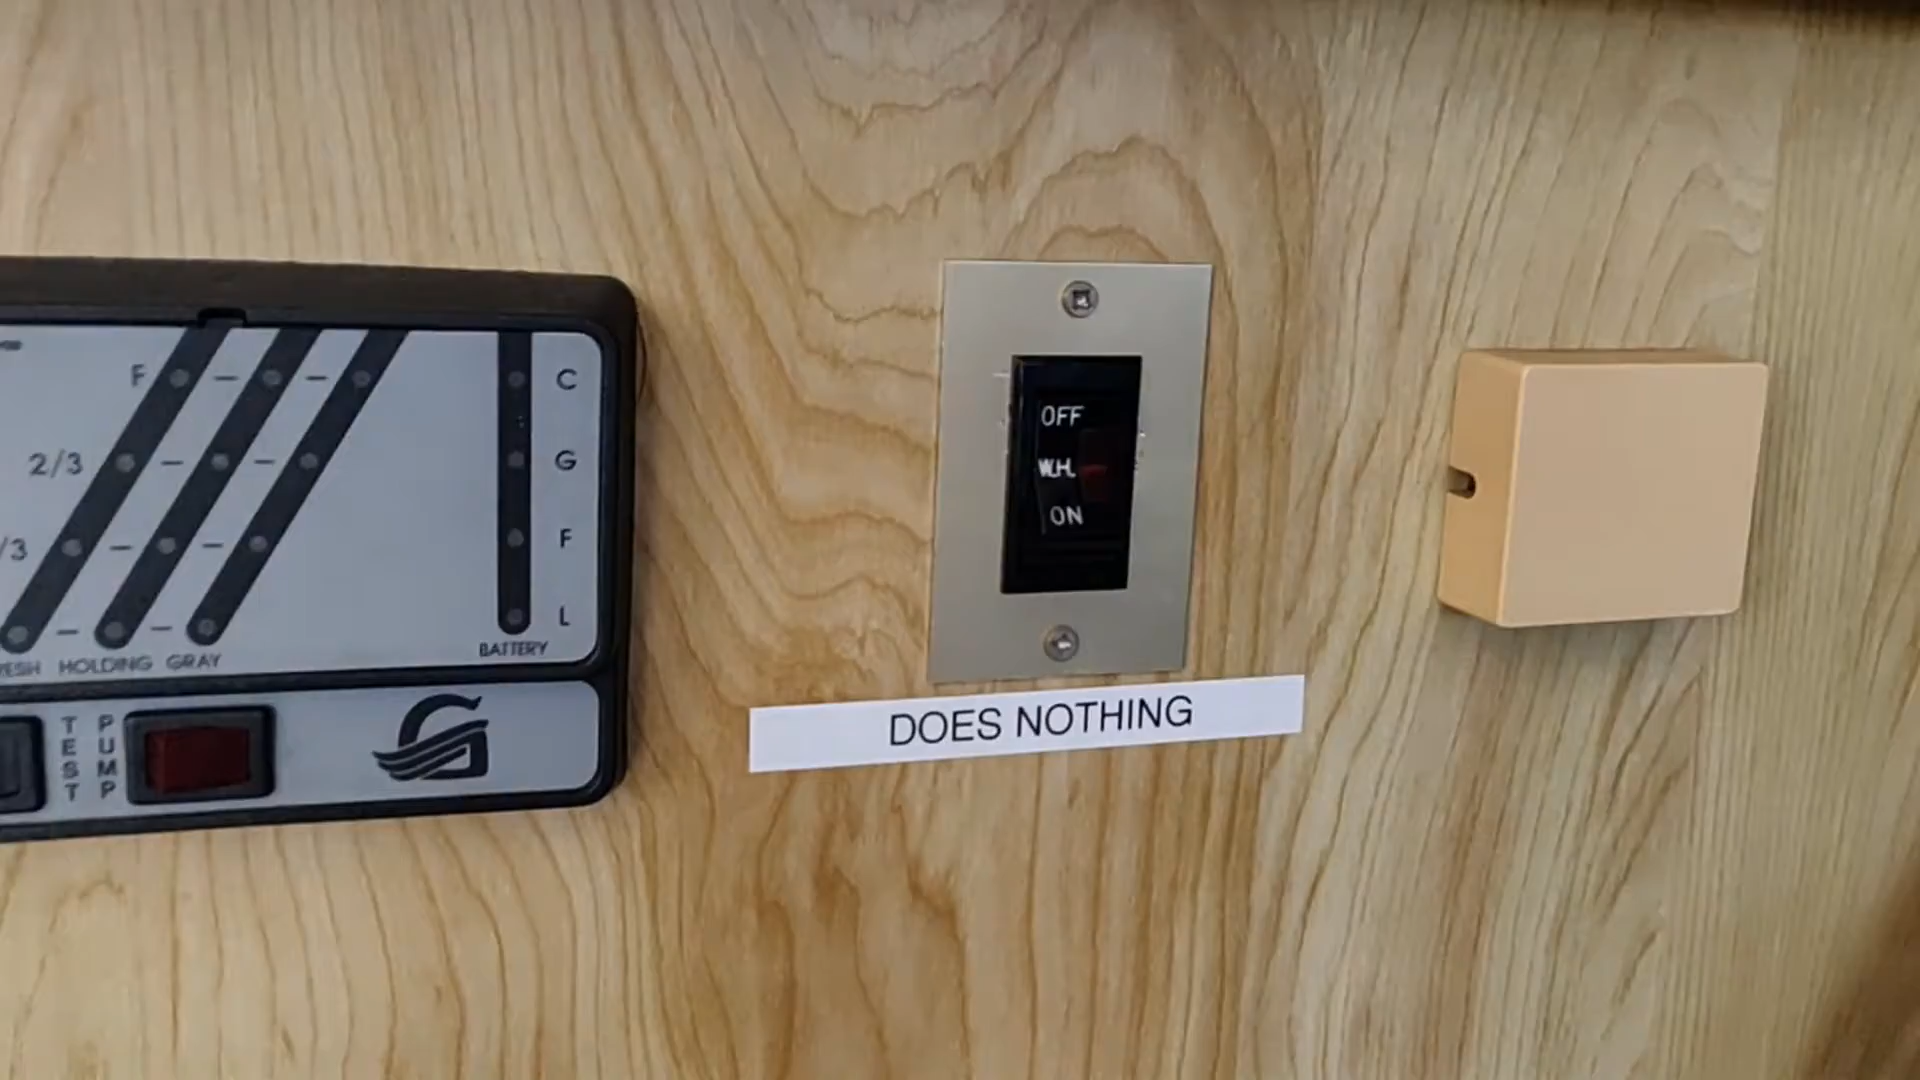 F
C
2/3
G
/3
F
L
ESH HOLDING GRAY
BATTERY
TEST
PUMP
OFF
W.H.
ON
DOES NOTHING